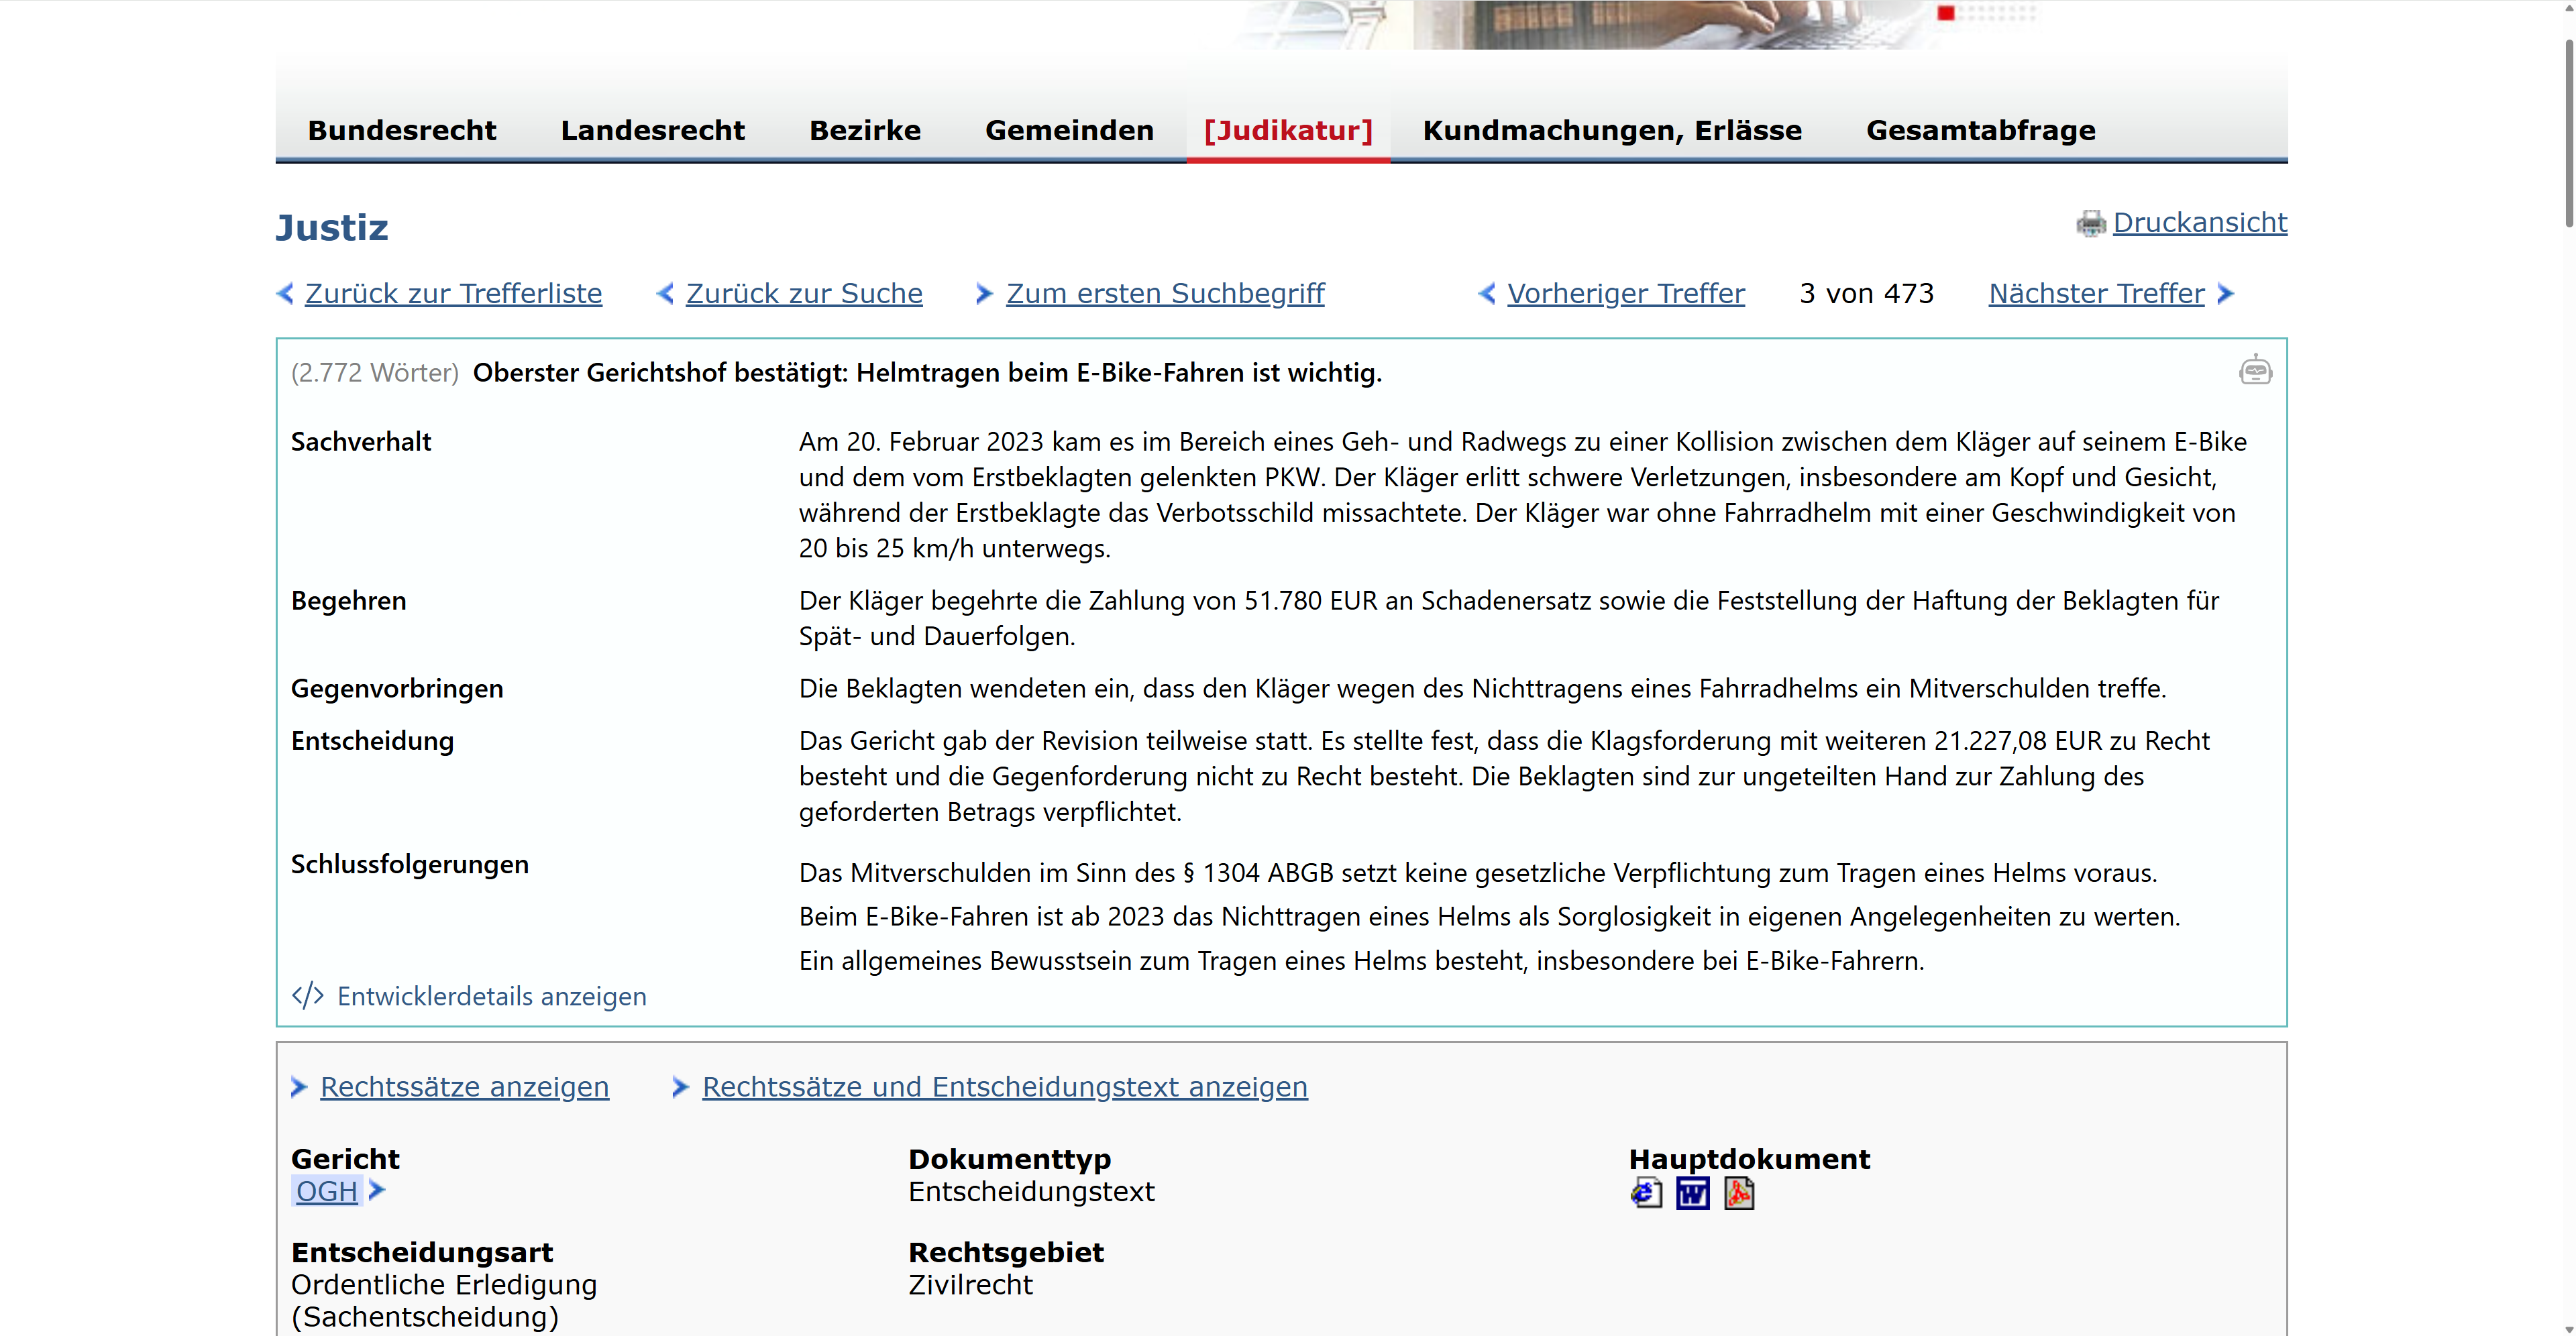 Bundesrecht Landesrecht Bezirke Gemeinden [Judikatur] Kundmachungen, Erlässe Gesamtabfrage
Justiz
Druckansicht
Zurück zur Trefferliste Zurück zur Suche Zum ersten Suchbegriff Vorheriger Treffer 3 von 473 Nächster Treffer
(2.772 Wörter) Oberster Gerichtshof bestätigt: Helmtragen beim E-Bike-Fahren ist wichtig.
Sachverhalt
Am 20. Februar 2023 kam es im Bereich eines Geh- und Radwegs zu einer Kollision zwischen dem Kläger auf seinem E-Bike
und dem vom Erstbeklagten gelenkten PKW. Der Kläger erlitt schwere Verletzungen, insbesondere am Kopf und Gesicht,
während der Erstbeklagte das Verbotsschild missachtete. Der Kläger war ohne Fahrradhelm mit einer Geschwindigkeit von
20 bis 25 km/h unterwegs.
Begehren
Der Kläger begehrte die Zahlung von 51.780 EUR an Schadenersatz sowie die Feststellung der Haftung der Beklagten für
Spät- und Dauerfolgen.
Gegenvorbringen
Die Beklagten wendeten ein, dass den Kläger wegen des Nichttragens eines Fahrradhelms ein Mitverschulden treffe.
Entscheidung
Das Gericht gab der Revision teilweise statt. Es stellte fest, dass die Klagsforderung mit weiteren 21.227,08 EUR zu Recht
besteht und die Gegenforderung nicht zu Recht besteht. Die Beklagten sind zur ungeteilten Hand zur Zahlung des
geforderten Betrags verpflichtet.
Schlussfolgerungen
Das Mitverschulden im Sinn des § 1304 ABGB setzt keine gesetzliche Verpflichtung zum Tragen eines Helms voraus.
Beim E-Bike-Fahren ist ab 2023 das Nichttragen eines Helms als Sorglosigkeit in eigenen Angelegenheiten zu werten.
Ein allgemeines Bewusstsein zum Tragen eines Helms besteht, insbesondere bei E-Bike-Fahrern.
</> Entwicklerdetails anzeigen
Rechtssätze anzeigen Rechtssätze und Entscheidungstext anzeigen
Gericht
OGH
Dokumenttyp
Entscheidungstext
Hauptdokument
Entscheidungsart
Ordentliche Erledigung
(Sachentscheidung)
Rechtsgebiet
Zivilrecht